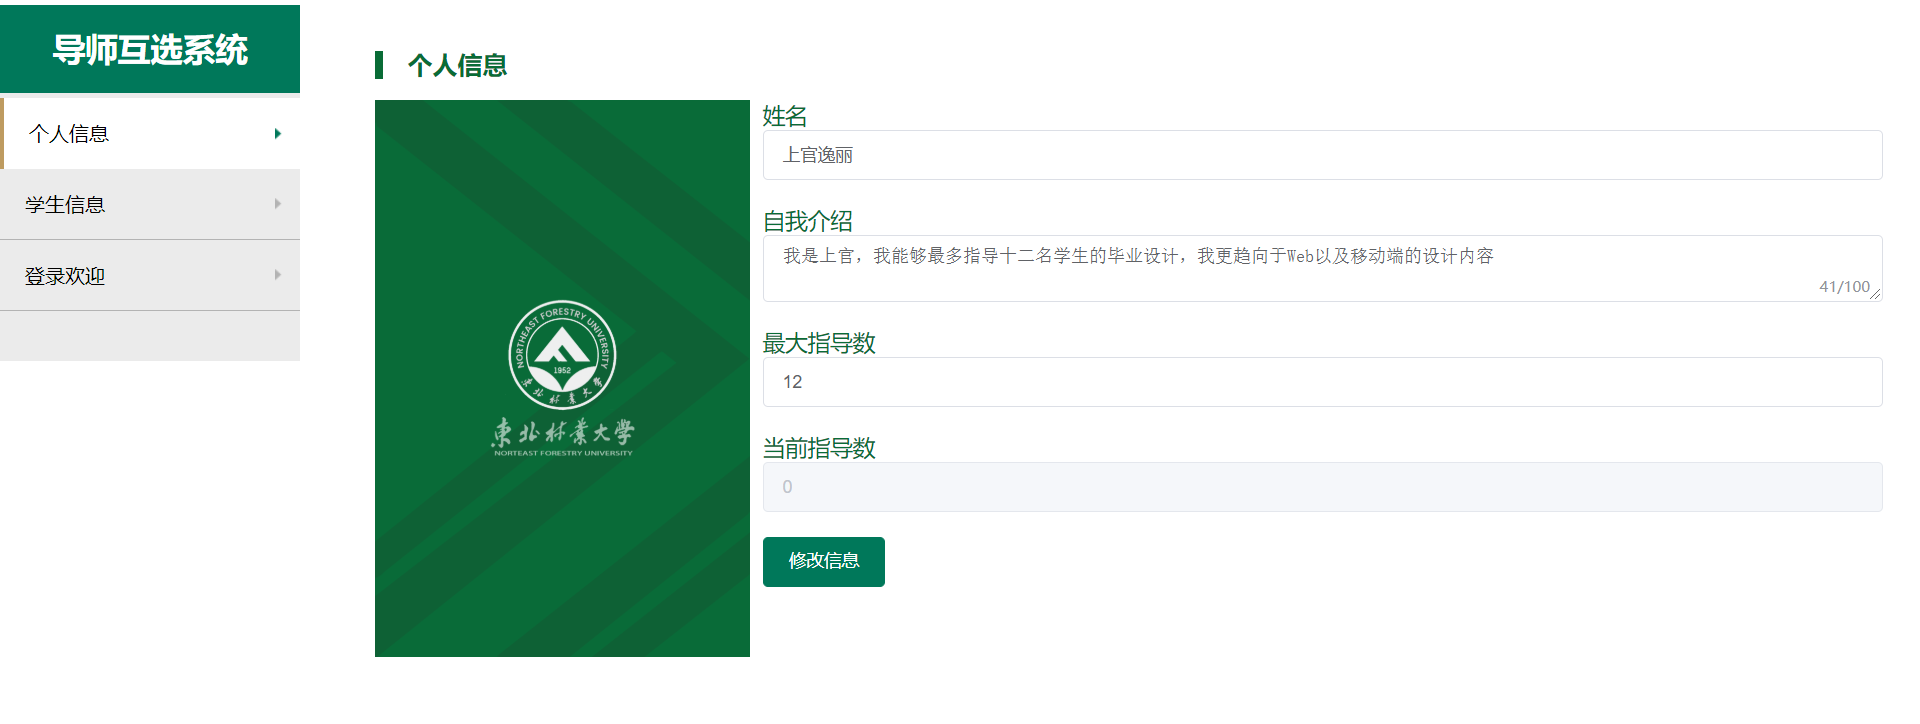 导师互选系统
个人信息
学生信息
登录欢迎
个人信息
NORTHEAST FORESTRY UNIVERSITY
1952
东北林业大学
東北林業大学
NORTEAST FORESTRY UNIVERSITY
姓名
上官逸丽
自我介绍
我是上官，我能够最多指导十二名学生的毕业设计，我更趋向于Web以及移动端的设计内容
41/100
最大指导数
12
当前指导数
0
修改信息